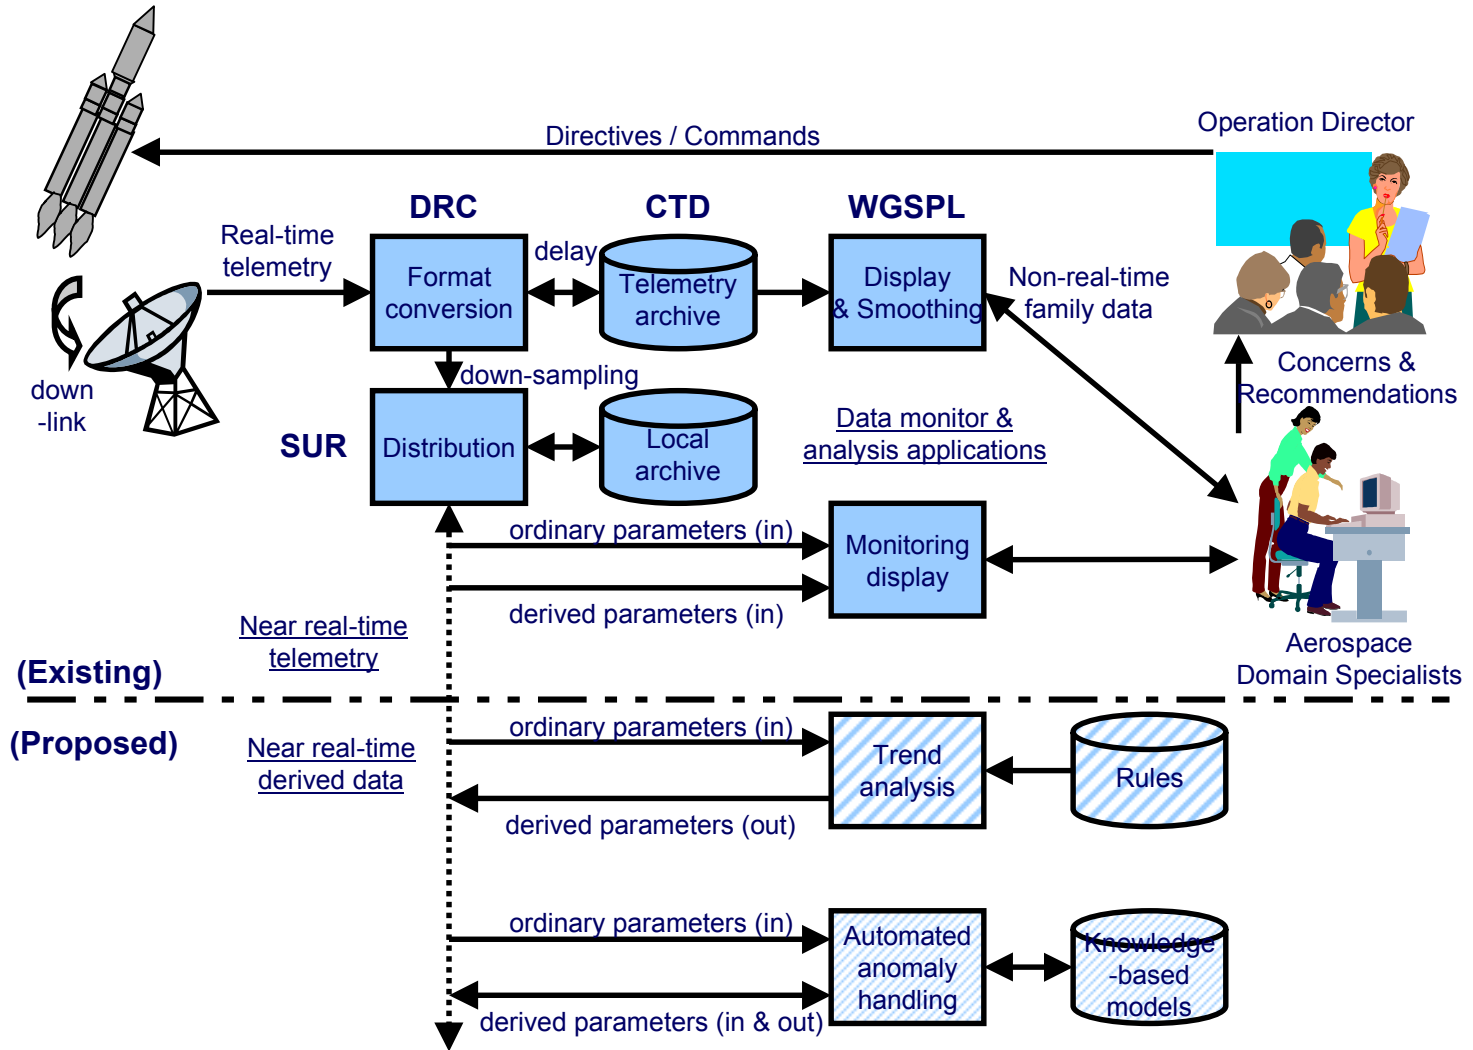 Directives / Commands
Operation Director
DRC
CTD
WGSPL
Real-time
telemetry
Format
conversion
delay
Telemetry
archive
Display
& Smoothing
Non-real-time
family data
down
-link
down-sampling
Concerns &
Recommendations
SUR
Distribution
Local
archive
Data monitor &
analysis applications
ordinary parameters (in)
Monitoring
display
derived parameters (in)
Near real-time
telemetry
Aerospace
Domain Specialists
(Existing)
(Proposed)
Near real-time
derived data
ordinary parameters (in)
Trend
analysis
Rules
derived parameters (out)
ordinary parameters (in)
Automated
anomaly
handling
Knowledge
-based
models
derived parameters (in & out)